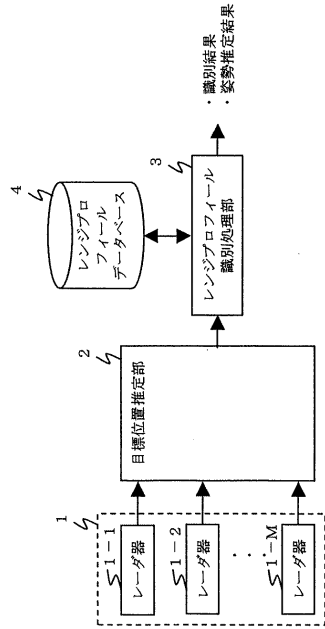 1
1-1
レーダ器
1-2
レーダ器
1-M
レーダ器
2
目標位置推定部
4
レンジプロ
フィール
データベース
3
レンジプロフィール
識別処理部
・識別結果
・姿勢推定結果